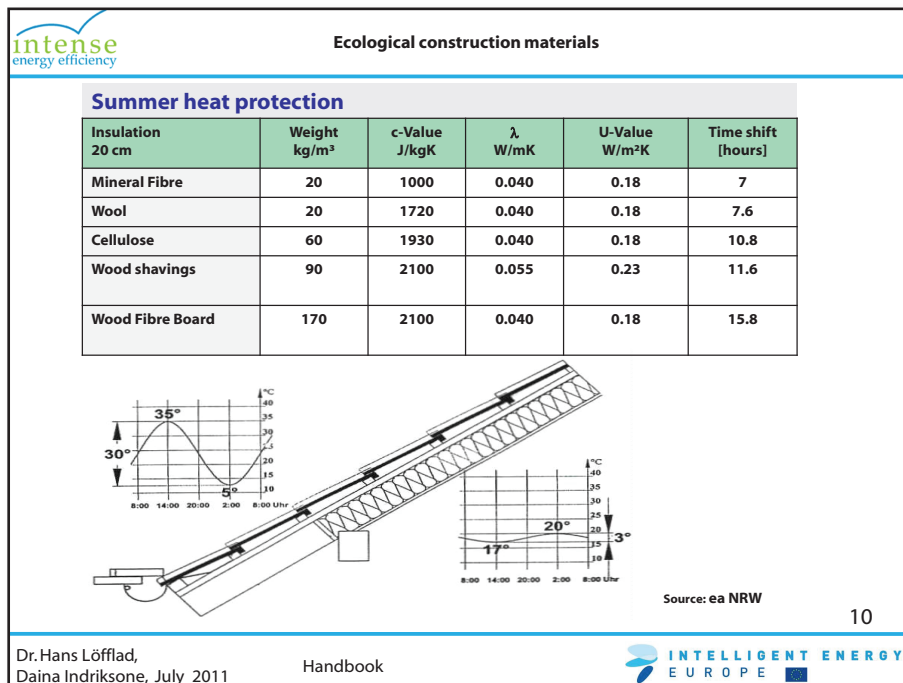 intense
energy efficiency
Ecological construction materials
Summer heat protection
Insulation 20 cm Weight kg/m³ c-Value J/kgK λ W/mK U-Value W/m²K Time shift [hours]
Mineral Fibre 20 1000 0.040 0.18 7
Wool 20 1720 0.040 0.18 7.6
Cellulose 60 1930 0.040 0.18 10.8
Wood shavings 90 2100 0.055 0.23 11.6
Wood Fibre Board 170 2100 0.040 0.18 15.8
°C
40
35
30
20
15
10
35°
30°
5°
8:00 14:00 20:00 2:00 8:00 Uhr
°C
40
35
30
25
20
15
10
20°
17°
3°
8:00 14:00 20:00 2:00 8:00 Uhr
Source: ea NRW
10
Dr. Hans Löfflad,
Daina Indriksone, July 2011
Handbook
INTELLIGENT ENERGY
EUROPE